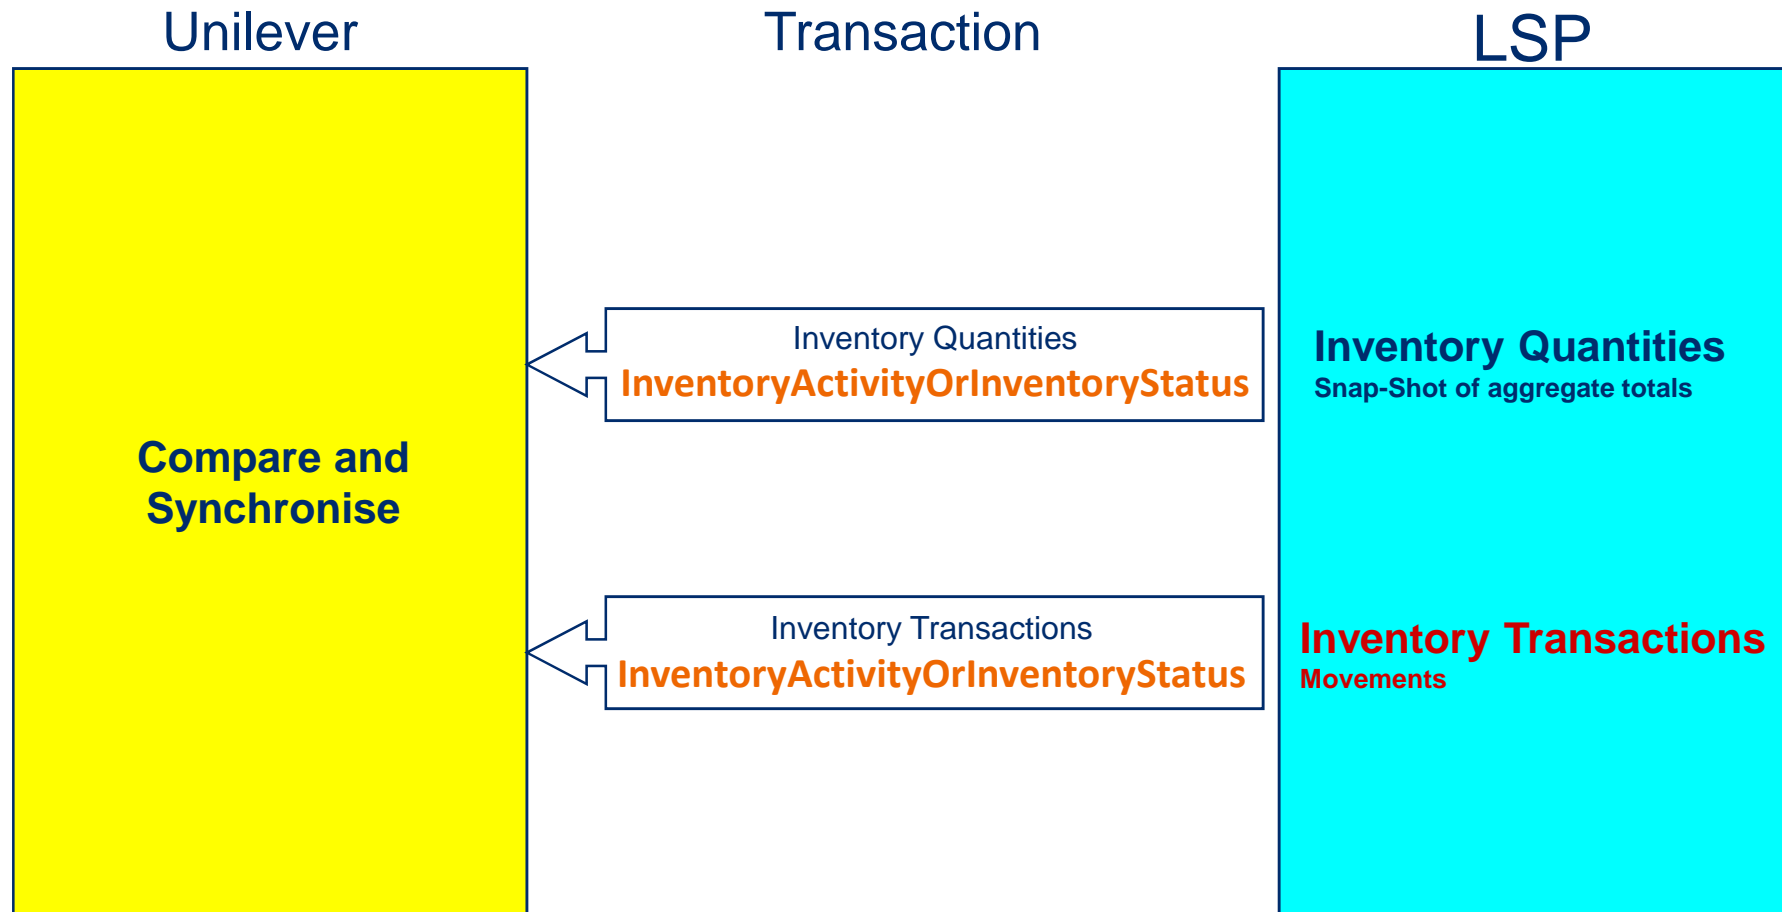 Unilever
Transaction
LSP
Inventory Quantities
InventoryActivityOrInventoryStatus
Inventory Quantities
Snap-Shot of aggregate totals
Compare and
Synchronise
Inventory Transactions
InventoryActivityOrInventoryStatus
Inventory Transactions
Movements